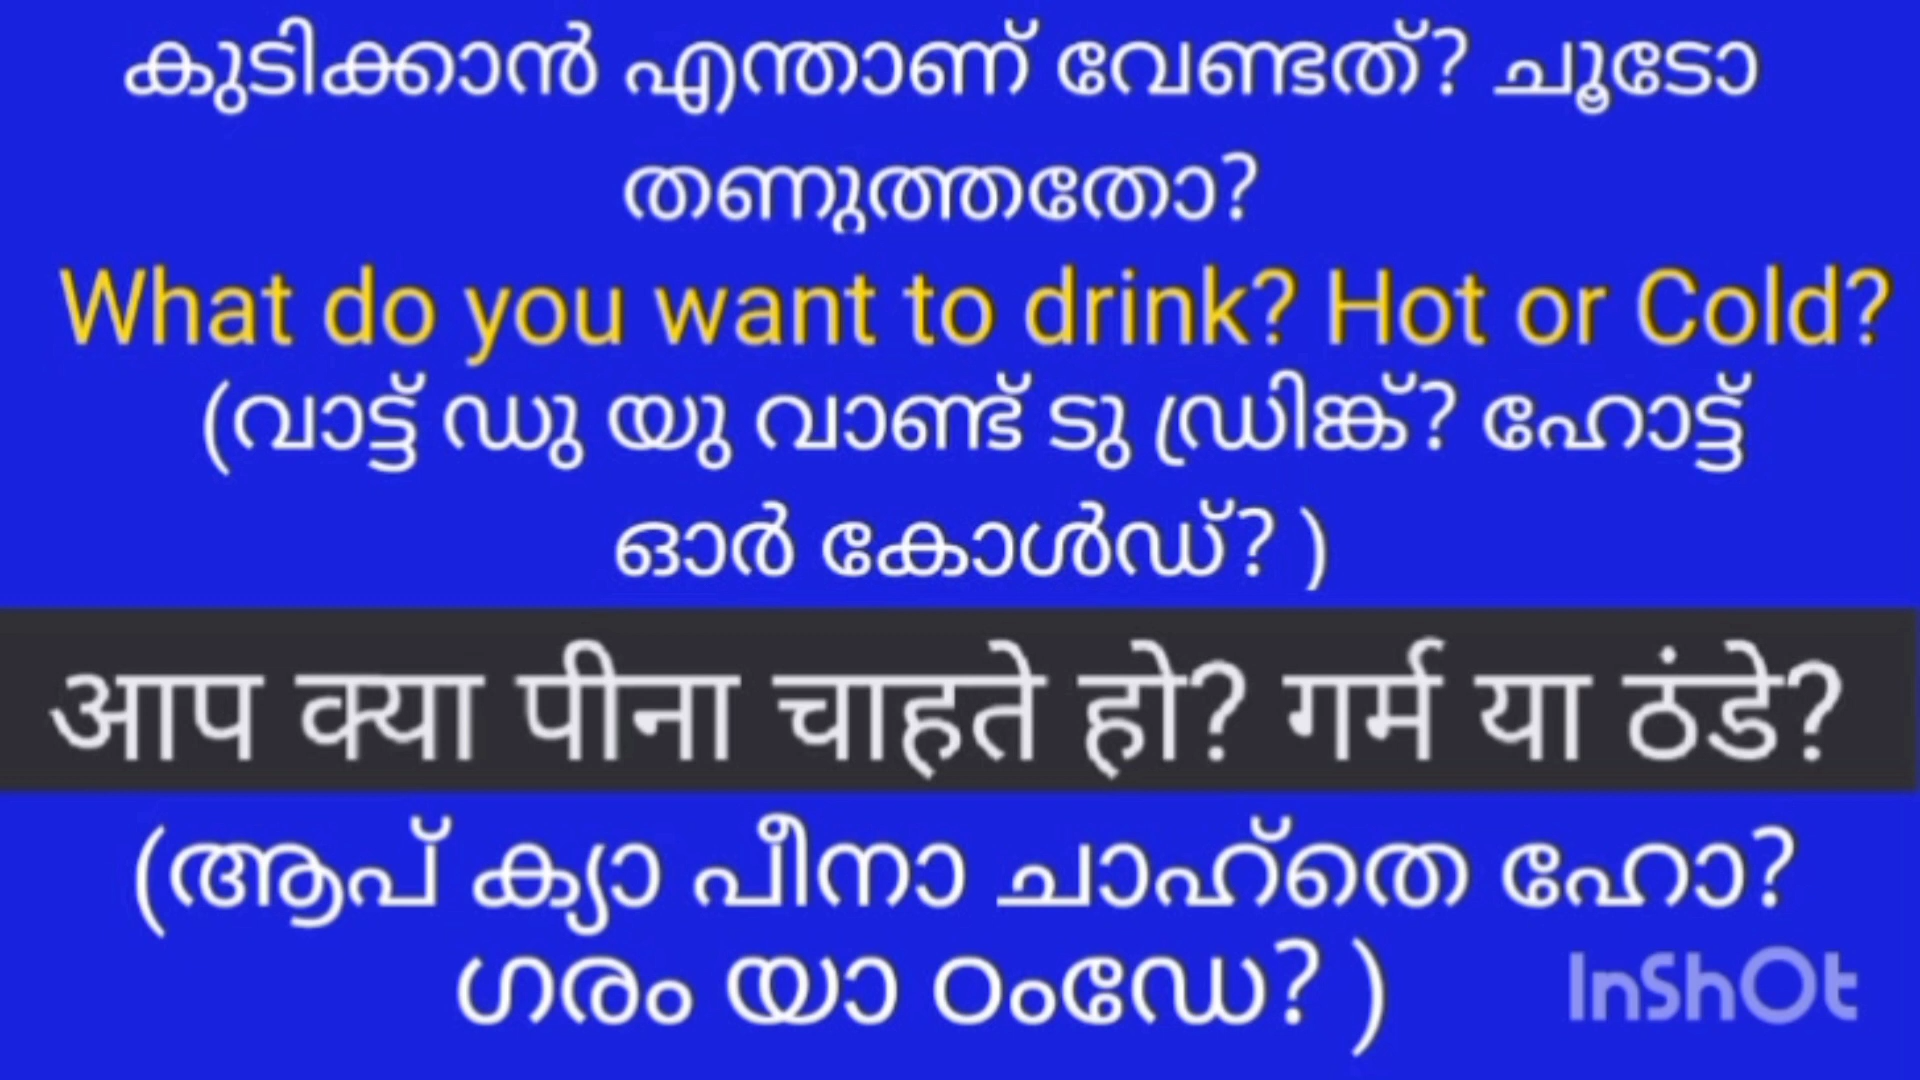 കുടിക്കാൻ എന്താണ് വേണ്ടത്? ചൂടോ
തണുത്തതോ?
What do you want to drink? Hot or Cold?
(വാട്ട് ഡു യു വാണ്ട് ടു ഡ്രിങ്ക്? ഹോട്ട്
ഓർ കോൾഡ്? )
आप क्या पीना चाहते हो? गर्म या ठंडे?
(ആപ് ക്യാ പീനാ ചാഹ്തെ ഹോ?
ഗരം യാ ഠംഡേ? )
InShOt